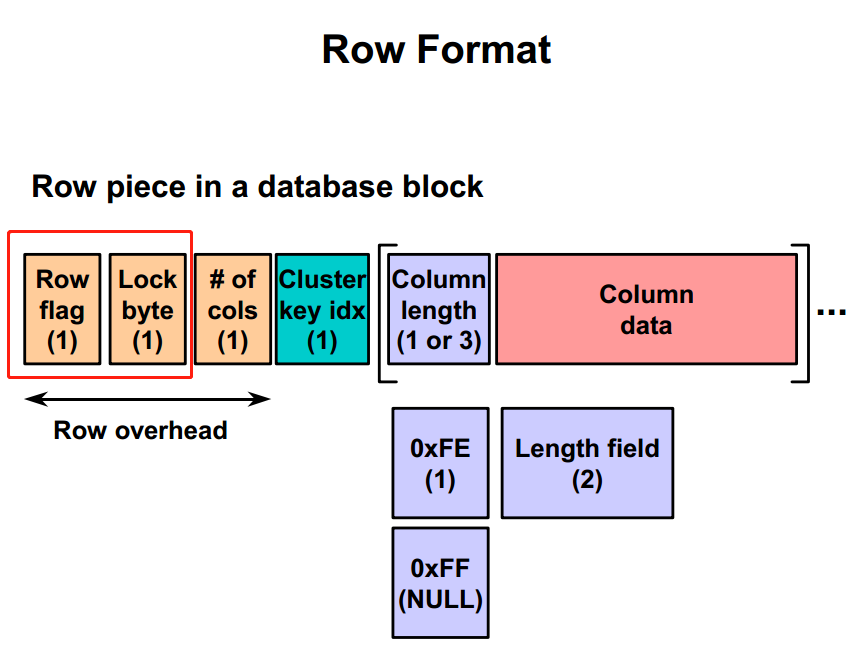 Row Format
Row piece in a database block
Row
flag
(1)
Lock
byte
(1)
# of
cols
(1)
Cluster
key idx
(1)
Column
length
(1 or 3)
Column
data
...
Row overhead
0xFE
(1)
Length field
(2)
0xFF
(NULL)